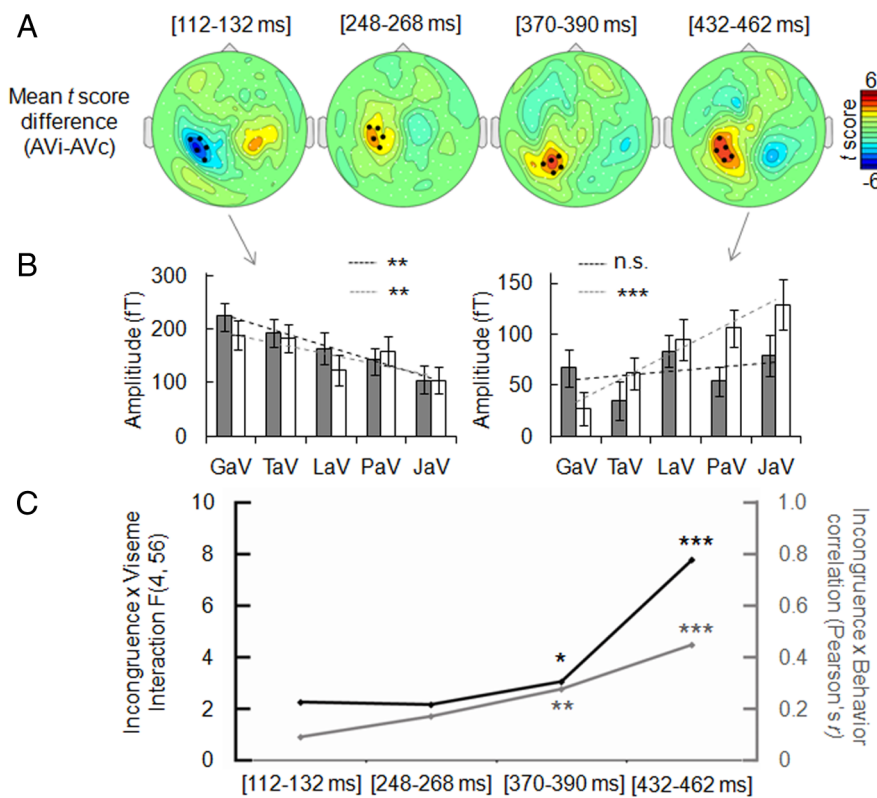 A
[112-132 ms] [248-268 ms] [370-390 ms] [432-462 ms]
Mean t score
difference
(AVi-AVc)
6
t score
-6
B
Amplitiude (fT)
300
200
100
0
**
**
GaV TaV LaV PaV JaV
Amplitiude (fT)
150
100
50
0
n.s.
***
GaV TaV LaV PaV JaV
C
Incongruence x Viseme
Interaction F(4, 56)
10
8
6
4
2
0
***
***
*
**
1.0
0.8
0.6
0.4
0.2
0
Incongruence x Behavior
correlation (Pearson's r)
[112-132 ms] [248-268 ms] [370-390 ms] [432-462 ms]